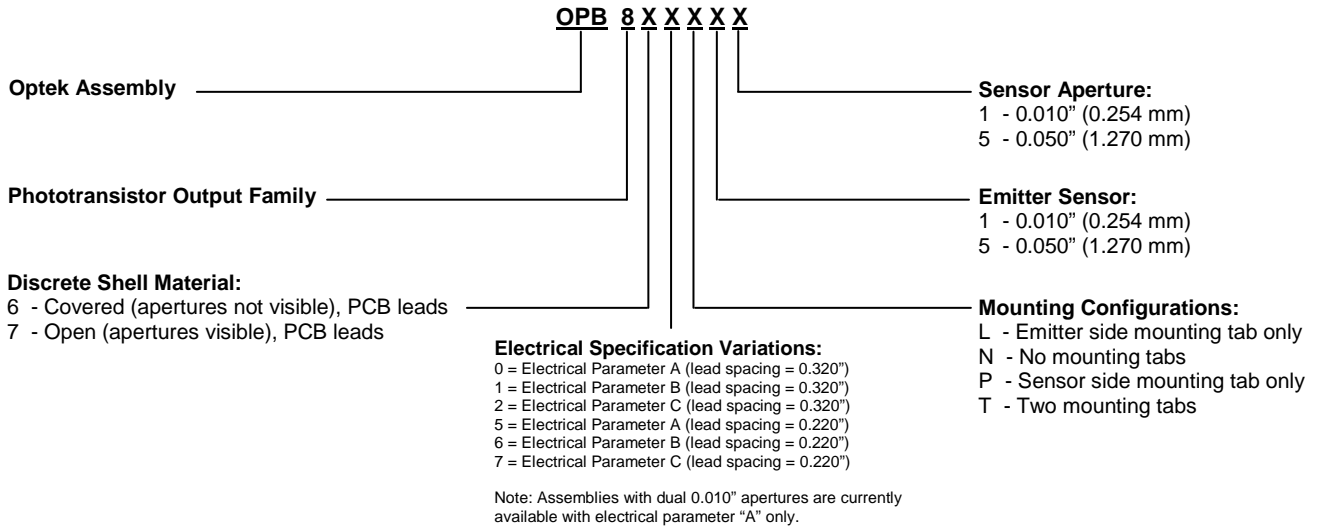 OPB 8 X X X X X
Optek Assembly
Phototransistor Output Family
Discrete Shell Material:
6 - Covered (apertures not visible), PCB leads
7 - Open (apertures visible), PCB leads
Electrical Specification Variations:
0 = Electrical Parameter A (lead spacing = 0.320”)
1 = Electrical Parameter B (lead spacing = 0.320”)
2 = Electrical Parameter C (lead spacing = 0.320”)
5 = Electrical Parameter A (lead spacing = 0.220”)
6 = Electrical Parameter B (lead spacing = 0.220”)
7 = Electrical Parameter C (lead spacing = 0.220”)
Note: Assemblies with dual 0.010” apertures are currently
available with electrical parameter “A” only.
Sensor Aperture:
1 - 0.010” (0.254 mm)
5 - 0.050” (1.270 mm)
Emitter Sensor:
1 - 0.010” (0.254 mm)
5 - 0.050” (1.270 mm)
Mounting Configurations:
L - Emitter side mounting tab only
N - No mounting tabs
P - Sensor side mounting tab only
T - Two mounting tabs